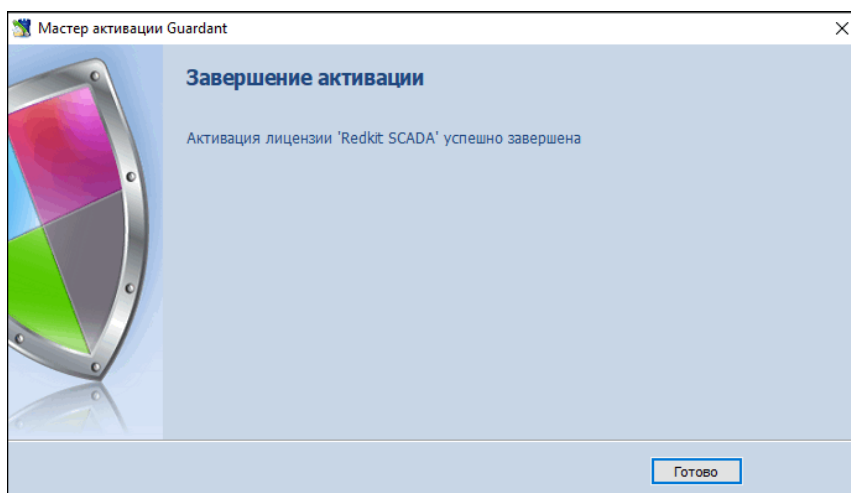 Мастер активации Guardant
Завершение активации
Активация лицензии 'Redkit SCADA' успешно завершена
Готово